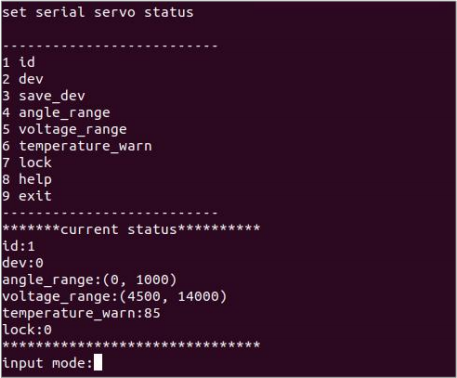 set serial servo status
--------------------------
1 id
2 dev
3 save_dev
4 angle_range
5 voltage_range
6 temperature_warn
7 lock
8 help
9 exit
--------------------------
*******current status**********
id:1
dev:0
angle_range:(0, 1000)
voltage_range:(4500, 14000)
temperature_warn:85
lock:0
*******************************
input mode: